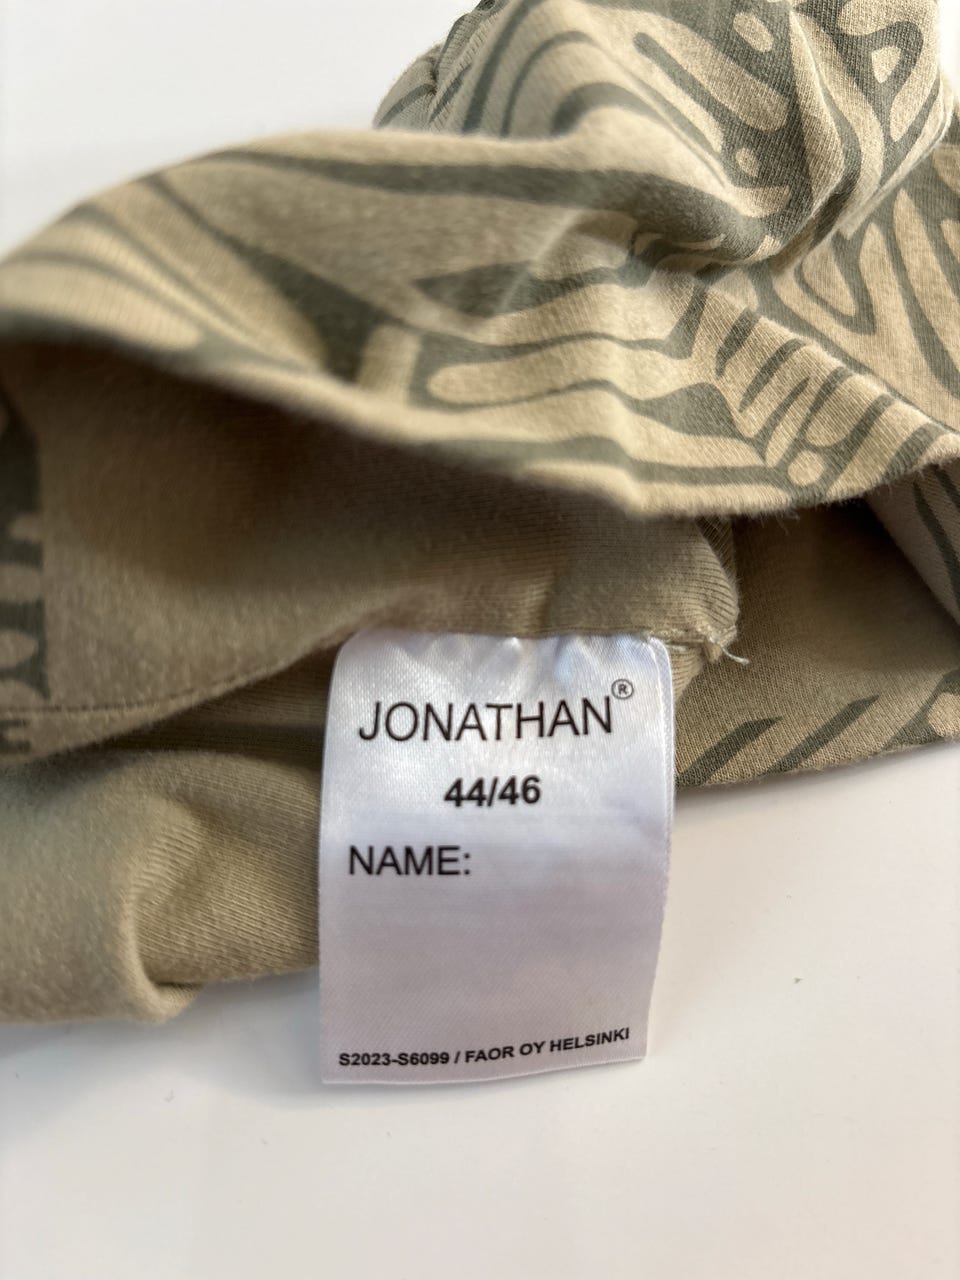 JONATHAN®
44/46
NAME:
S2023-S6099 / FAOR OY HELSINKI